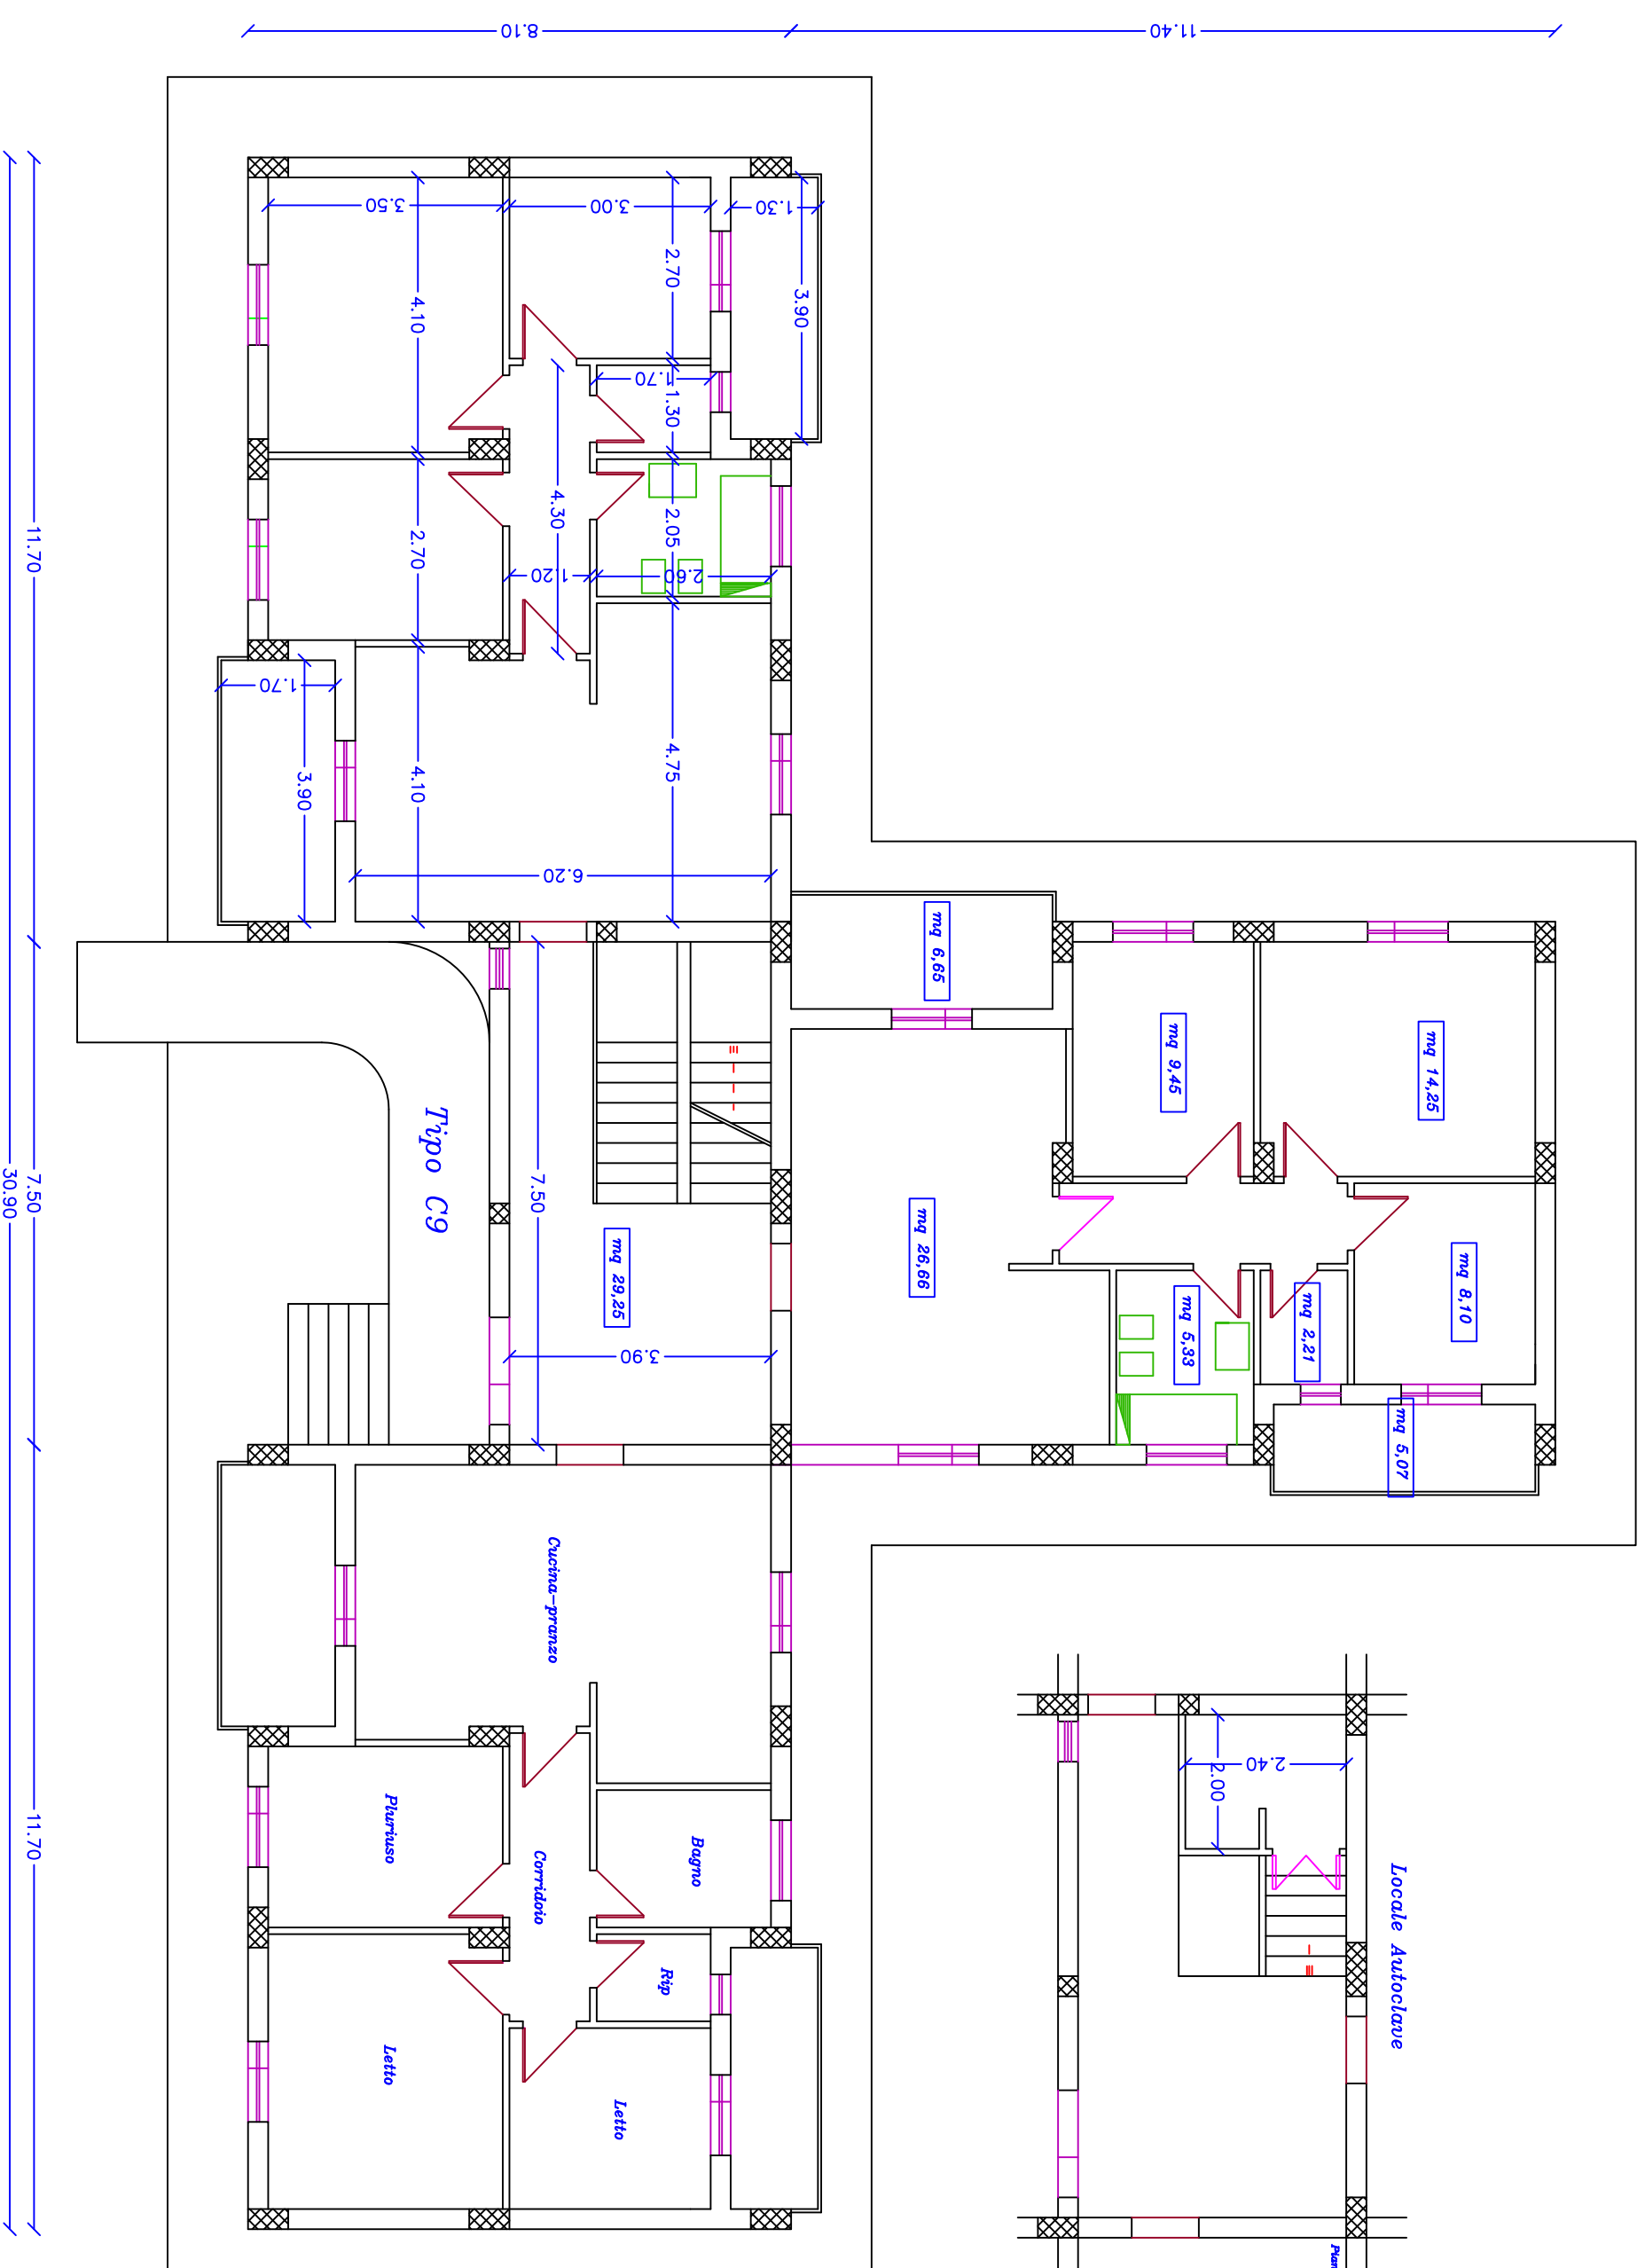 8.10
11.40
3.50
3.00
1.30
2.70
3.90
4.10
1.70
1.30
4.30
2.70
2.05
1.20
2.60
1.70
3.90
4.10
4.75
6.20
11.70
7.50
30.90
11.70
mq 6,65
mq 9,45
mq 14,25
Tipo C9
7.50
mq 29,25
3.90
mq 26,66
mq 5,33
mq 2,21
mq 8,10
mq 5,07
Cucina-pranzo
Pluriuso
Corridoio
Bagno
Rip
Letto
Letto
2.40
2.00
Locale Autoclave